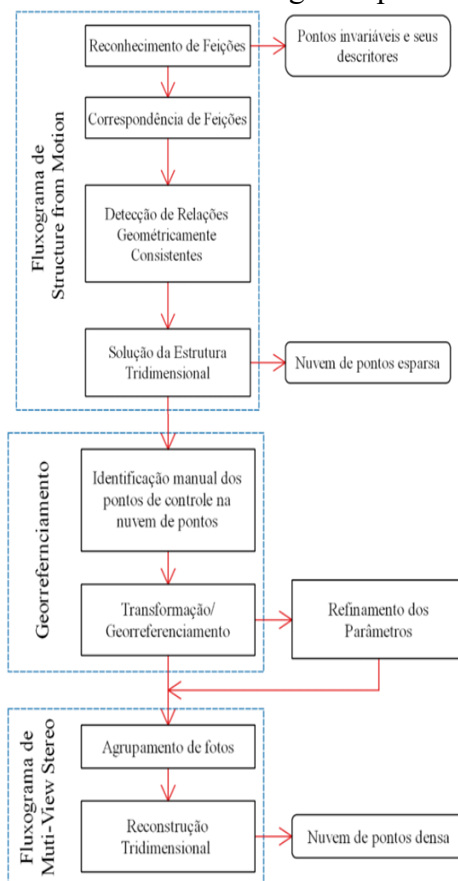 Reconhecimento de Feições
Pontos invariáveis e seus
descritores
Correspondência de Feições
Detecção de Relações
Geométricamente
Consistentes
Solução da Estrutura
Tridimensional
Nuvem de pontos esparsa
Fluxograma de
Structure from Motion
Identificação manual dos
pontos de controle na
nuvem de pontos
Transformação/
Georreferenciamento
Refinamento dos
Parâmetros
Georrefernciamento
Agrupamento de fotos
Reconstrução
Tridimensional
Nuvem de pontos densa
Fluxograma de
Muti-View Stereo